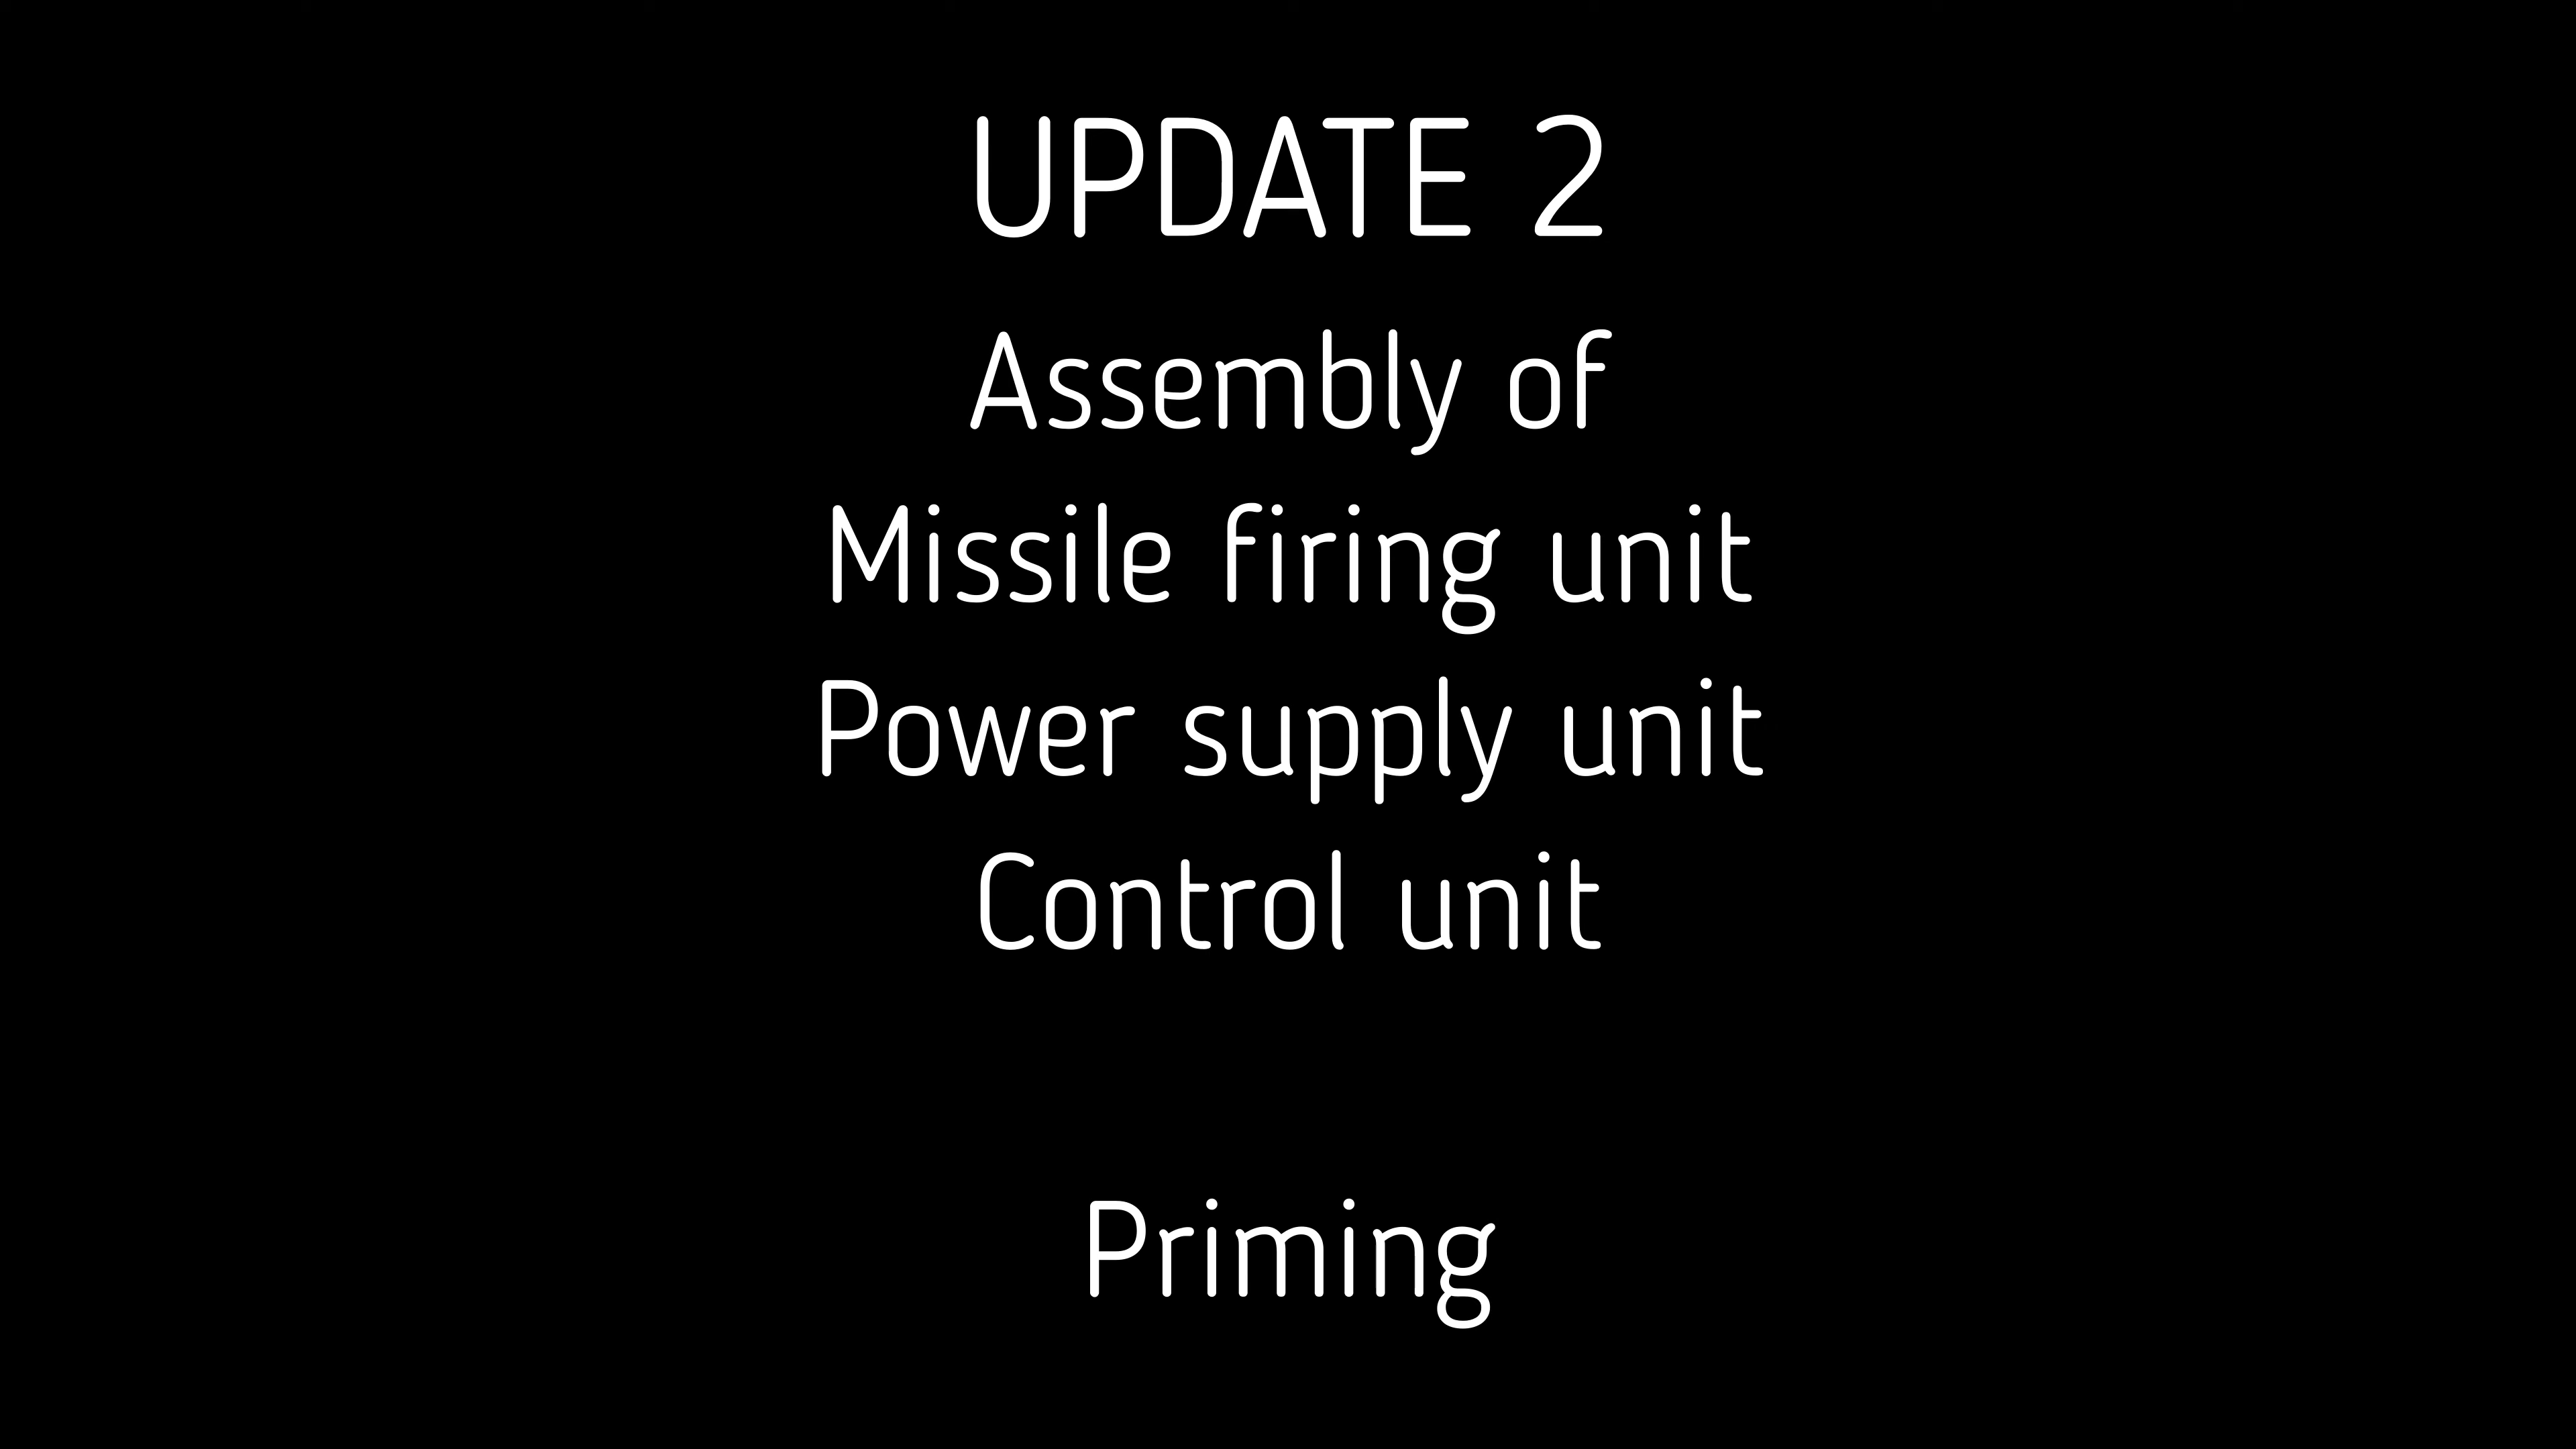 UPDATE 2
Assembly of
Missile firing unit
Power supply unit
Control unit
Priming